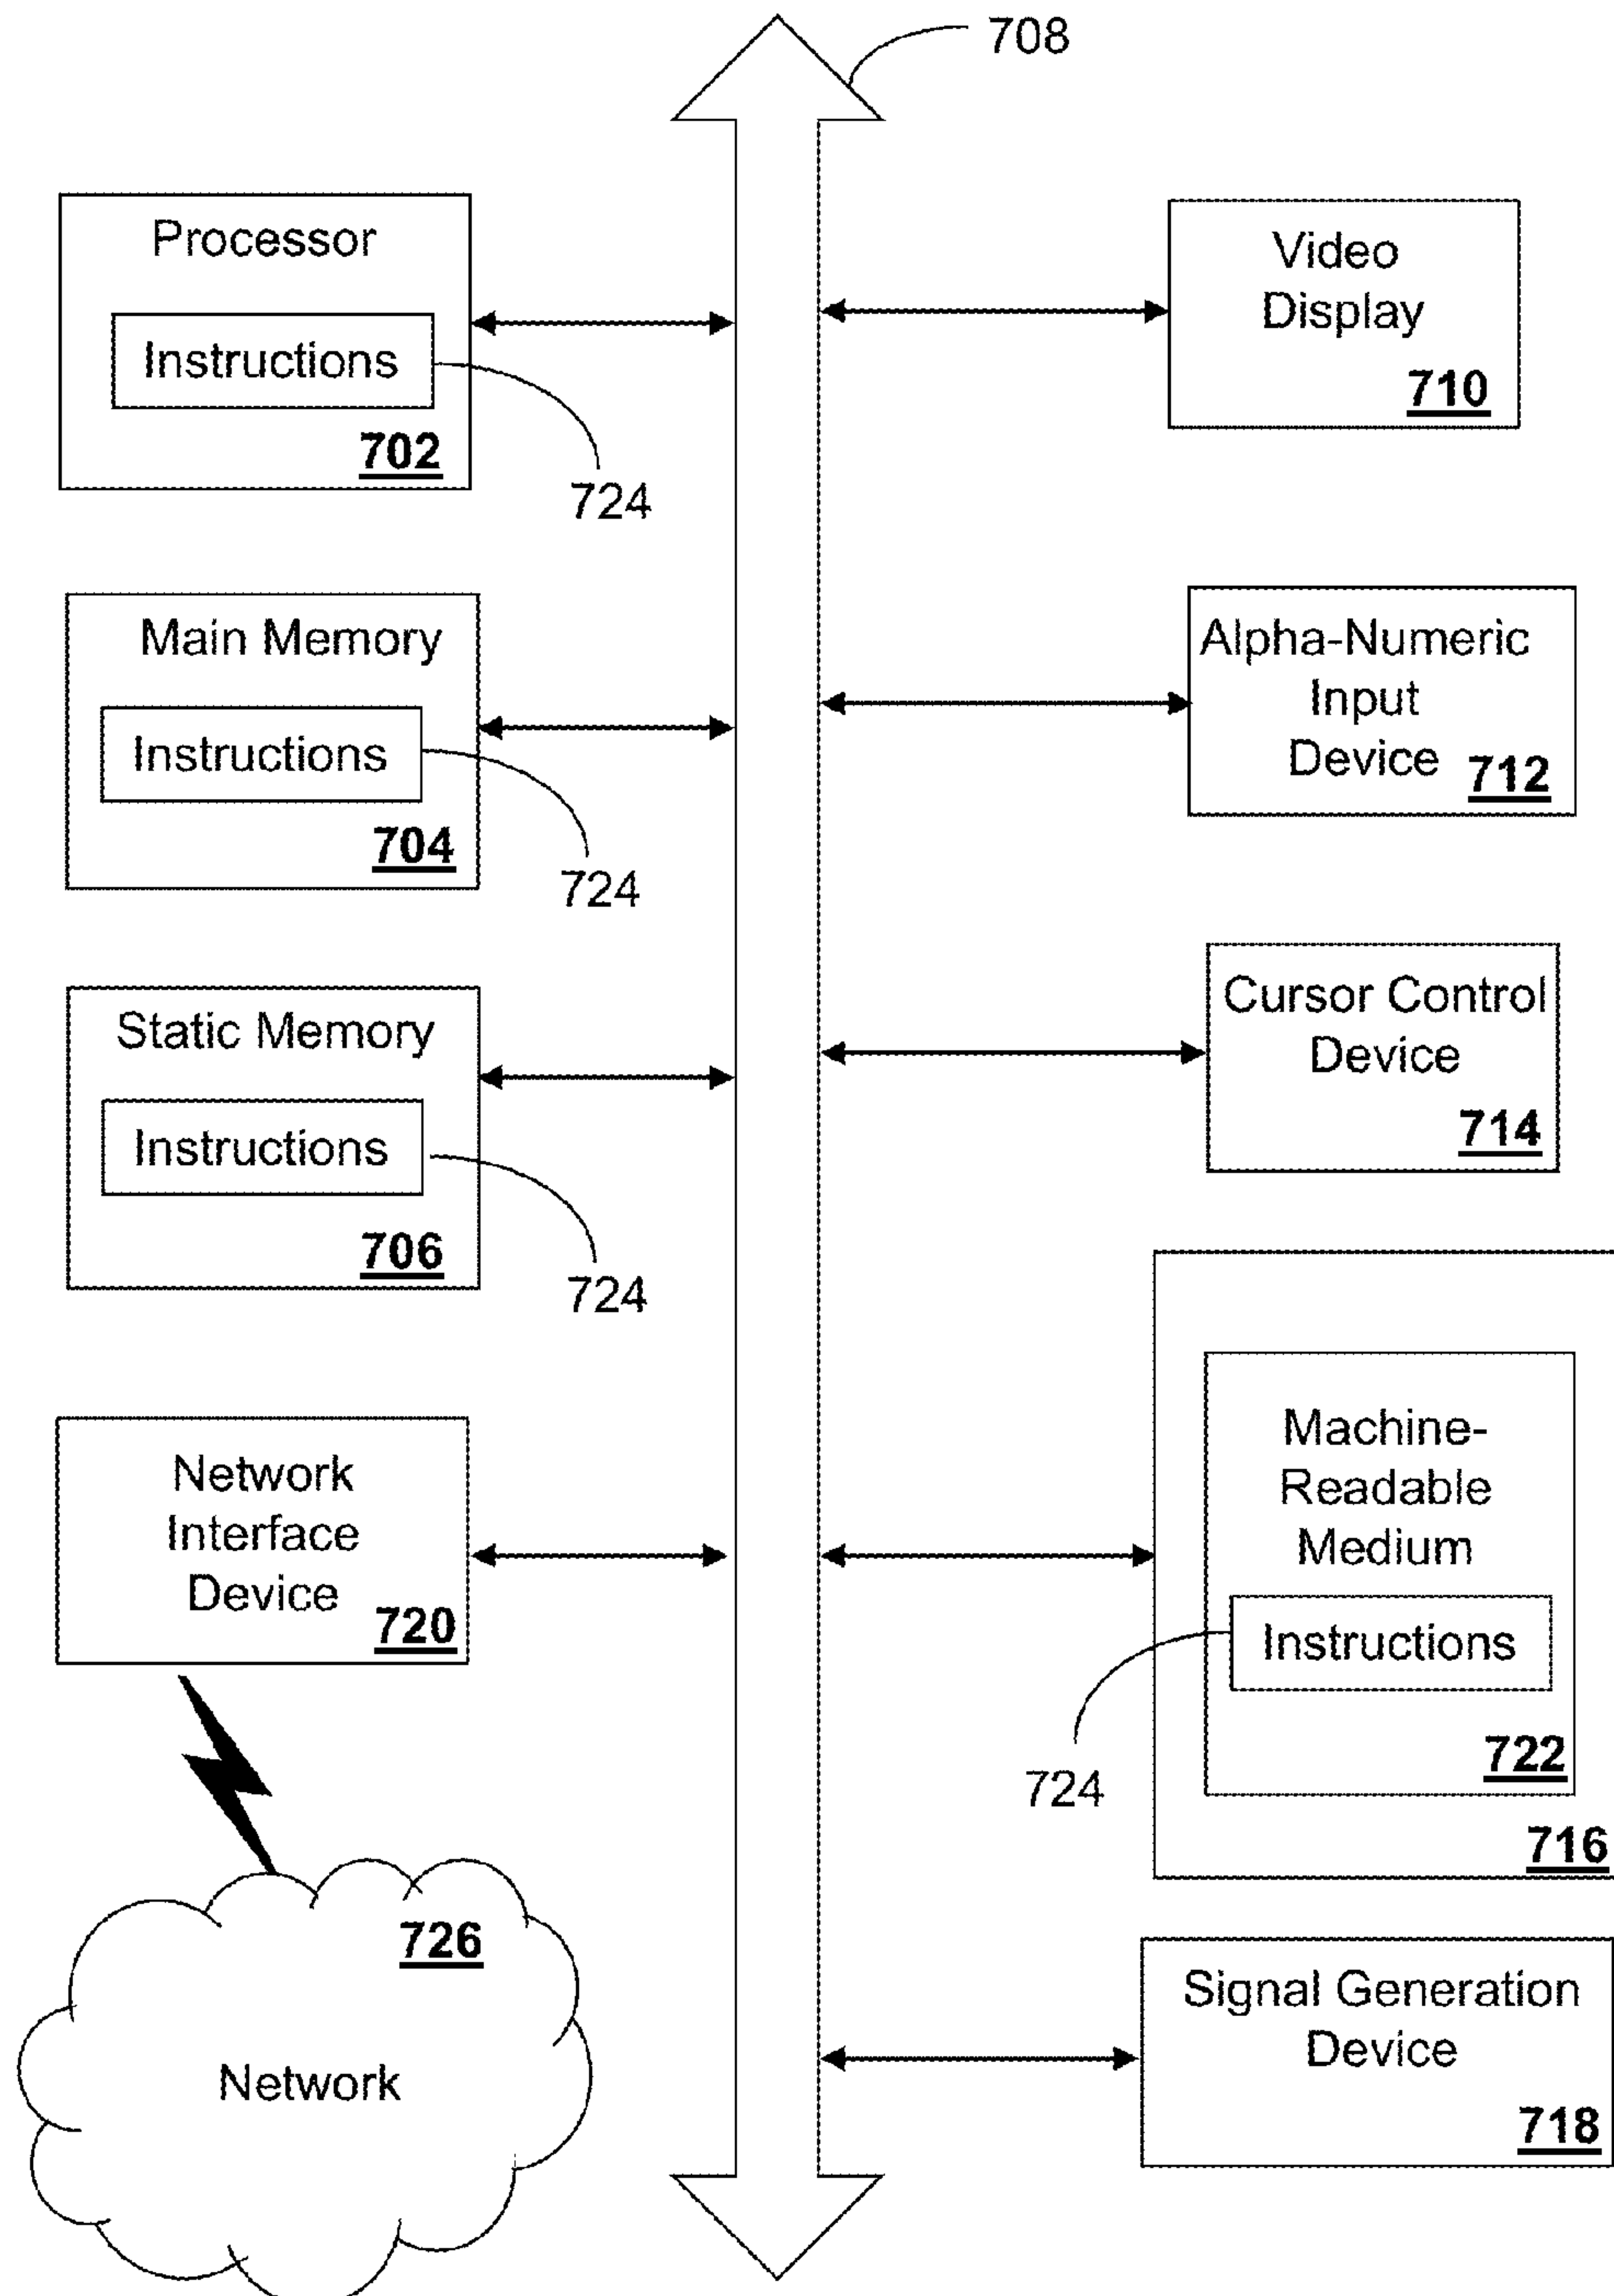 708
Processor
Instructions
702
724
Main Memory
Instructions
704
724
Static Memory
Instructions
706
724
Network
Interface
Device
720
726
Network
Video
Display
710
Alpha-Numeric
Input
Device
712
Cursor Control
Device
714
Machine-
Readable
Medium
Instructions
722
724
716
Signal Generation
Device
718